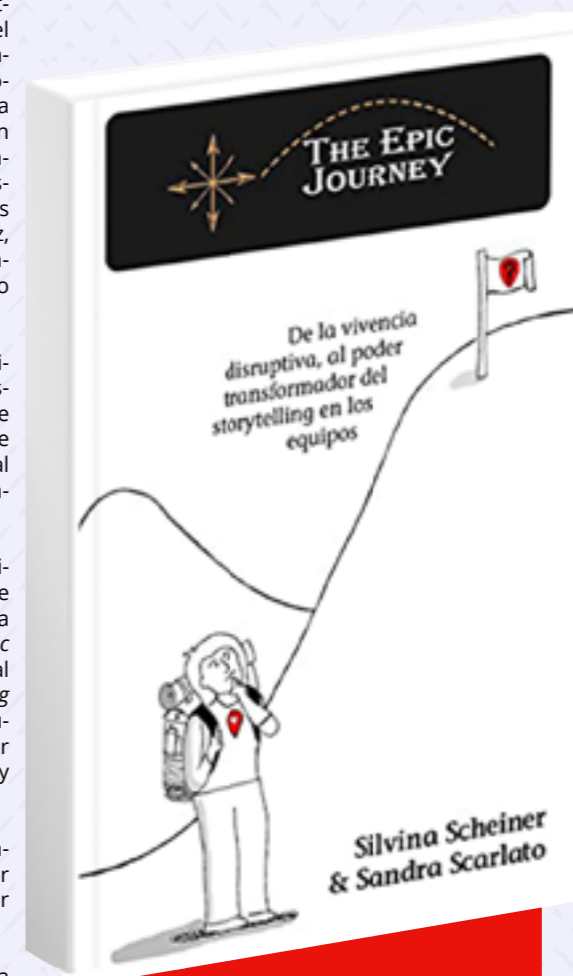 THE EPIC
JOURNEY
?
De la vivencia
disruptiva, al poder
transformador del
storytelling en los
equipos
Silvina Scheiner
& Sandra Scarlato